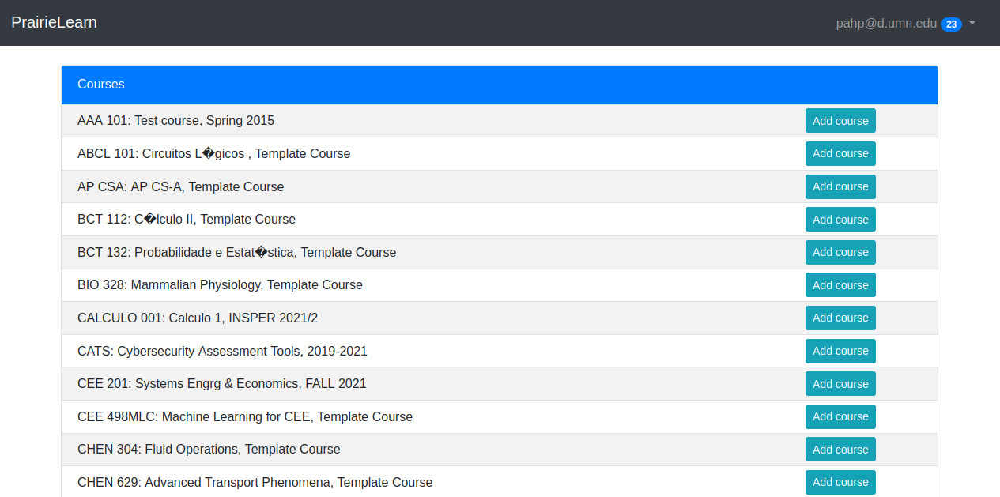 PrairieLearn
pahp@d.umn.edu 23
Courses
AAA 101: Test course, Spring 2015 Add course
ABCL 101: Circuitos L�gicos , Template Course Add course
AP CSA: AP CS-A, Template Course Add course
BCT 112: C�lculo II, Template Course Add course
BCT 132: Probabilidade e Estat�stica, Template Course Add course
BIO 328: Mammalian Physiology, Template Course Add course
CALCULO 001: Calculo 1, INSPER 2021/2 Add course
CATS: Cybersecurity Assessment Tools, 2019-2021 Add course
CEE 201: Systems Engrg & Economics, FALL 2021 Add course
CEE 498MLC: Machine Learning for CEE, Template Course Add course
CHEN 304: Fluid Operations, Template Course Add course
CHEN 629: Advanced Transport Phenomena, Template Course Add course